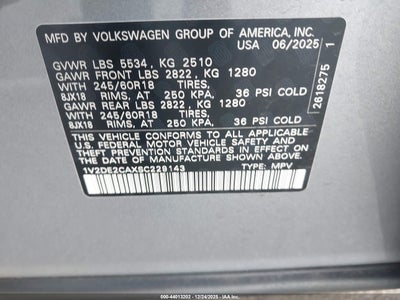 MFD BY VOLKSWAGEN GROUP OF AMERICA, INC.
USA 06/2025 1
GVWR LBS 5534 , KG 2510
GAWR FRONT LBS 2822 , KG 1280
WITH 245/60R18 TIRES,
8JX18 RIMS, AT 250 KPA, 36 PSI COLD
GAWR REAR LBS 2822 , KG 1280
WITH 245/60R18 TIRES,
8JX18 RIMS, AT 250 KPA, 36 PSI COLD
THIS VEHICLE CONFORMS TO ALL APPLICABLE
U.S. FEDERAL MOTOR VEHICLE SAFETY AND
THEFT PREVENTION STANDARDS IN EFFECT ON
THE DATE OF MANUFACTURE SHOWN ABOVE
1V2DE2CAXSC229143 TYPE: MPV
2618275
000-44013202 - 12/24/2025 - IAA Inc.